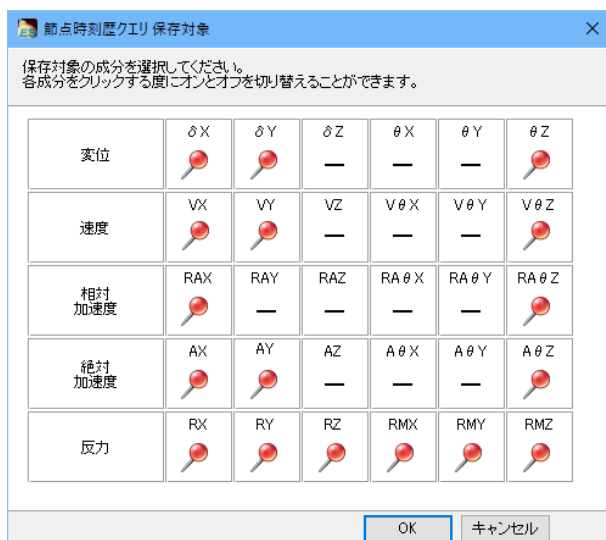 節点時刻歴クエリ 保存対象
保存対象の成分を選択してください。
各成分をクリックする度にオンとオフを切り替えることができます。
変位 δX δY δZ θX θY θZ
速度 VX VY VZ VθX VθY VθZ
相対
加速度 RAX RAY RAZ RAθX RAθY RAθZ
絶対
加速度 AX AY AZ AθX AθY AθZ
反力 RX RY RZ RMX RMY RMZ
OK キャンセル